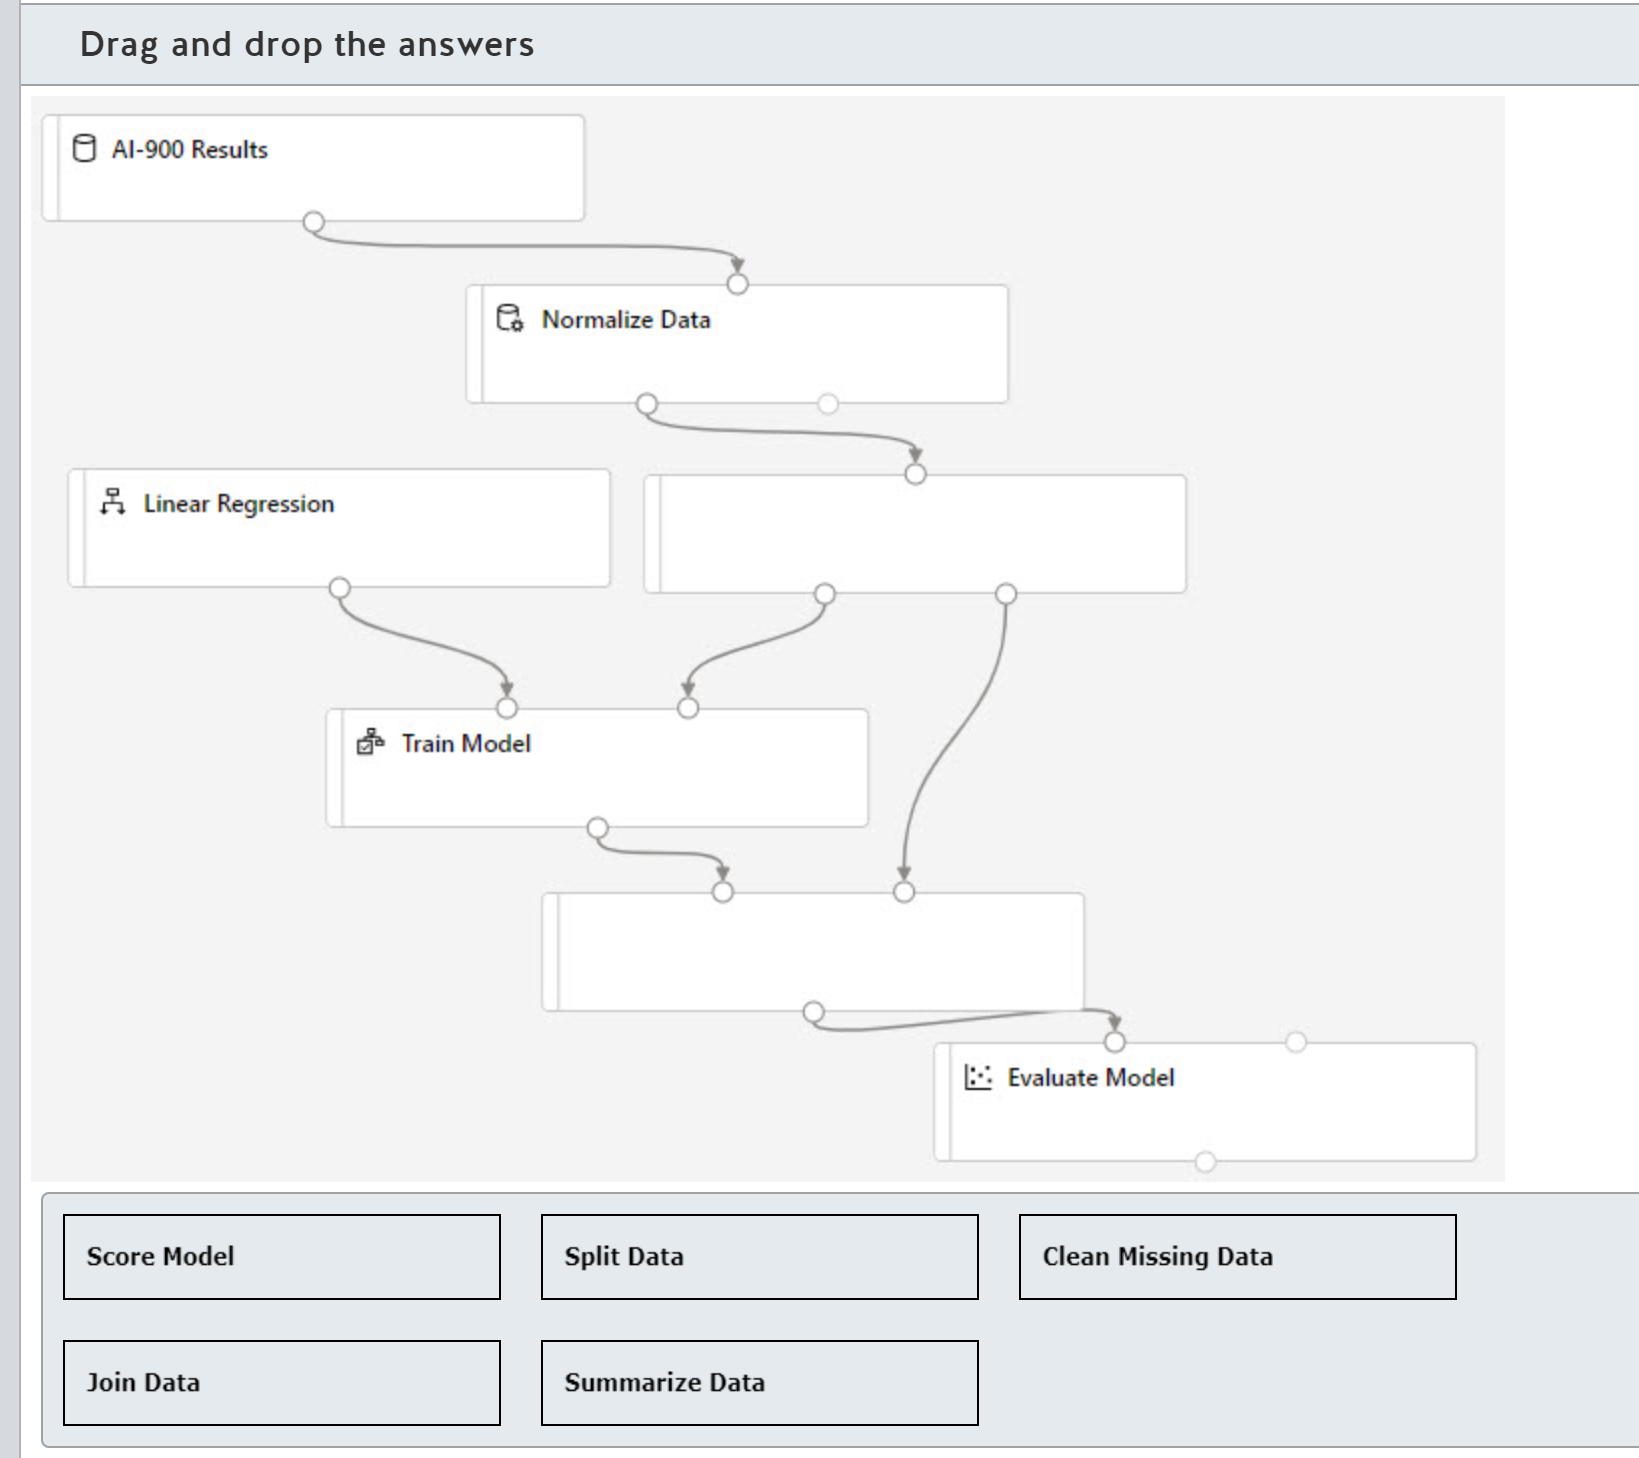 Drag and drop the answers
AI-900 Results
Normalize Data
Linear Regression
Train Model
Evaluate Model
Score Model
Split Data
Clean Missing Data
Join Data
Summarize Data